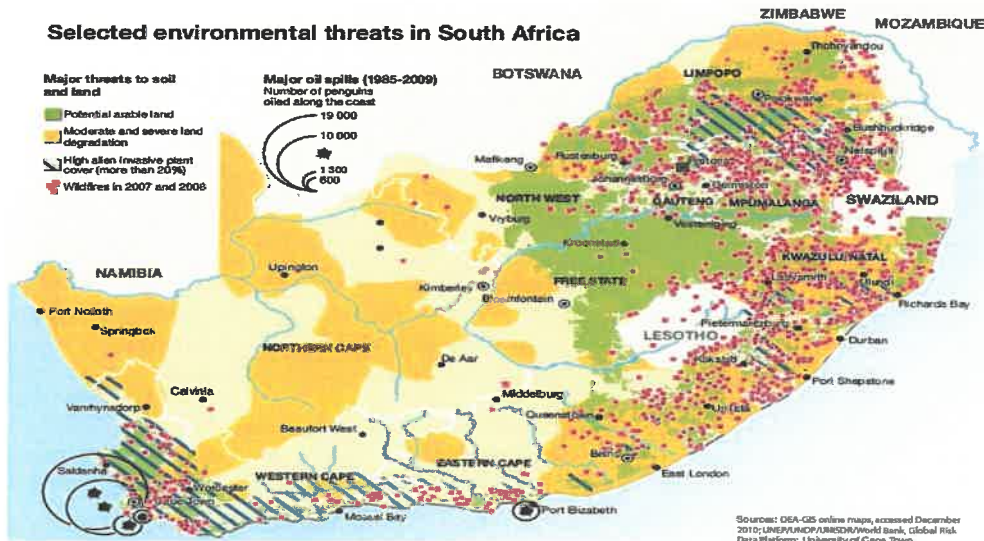 Selected environmental threats in South Africa
Major threats to soil
and land
Potential arable land
Moderate and severe land
degradation
High alien invasive plant
cover (more than 20%)
Wildfires in 2007 and 2008
Major oil spills (1985-2009)
Number of penguins
oiled along the coast
19 000
10 000
1 300
600
ZIMBABWE
MOZAMBIQUE
BOTSWANA
Thohoyandou
LIMPOPO
Polokwane
Bushbuckridge
Nelspruit
Mafikeng
Rustenburg
Pretoria
Johannesburg
Germiston
NORTH WEST
GAUTENG
MPUMALANGA
SWAZILAND
Vryburg
Vereeniging
Kroonstad
KWAZULU NATAL
NAMIBIA
Upington
FREE STATE
Ladysmith
Ulundi
Kimberley
Bloemfontein
Richards Bay
Port Nolloth
Springbok
LESOTHO
Pietermaritzburg
Durban
NORTHERN CAPE
De Aar
Kokstad
Port Shepstone
Calvinia
Middelburg
Vanrhynsdorp
Queenstown
Umtata
Beaufort West
EASTERN CAPE
Bisho
Saldanha
WESTERN CAPE
East London
Worcester
Cape Town
Mossel Bay
Port Elizabeth
Sources: DEA-GIS online maps, accessed December
2010; UNEP/UNDP/UNISDR/World Bank, Global Risk
Data Platform; University of Cape Town